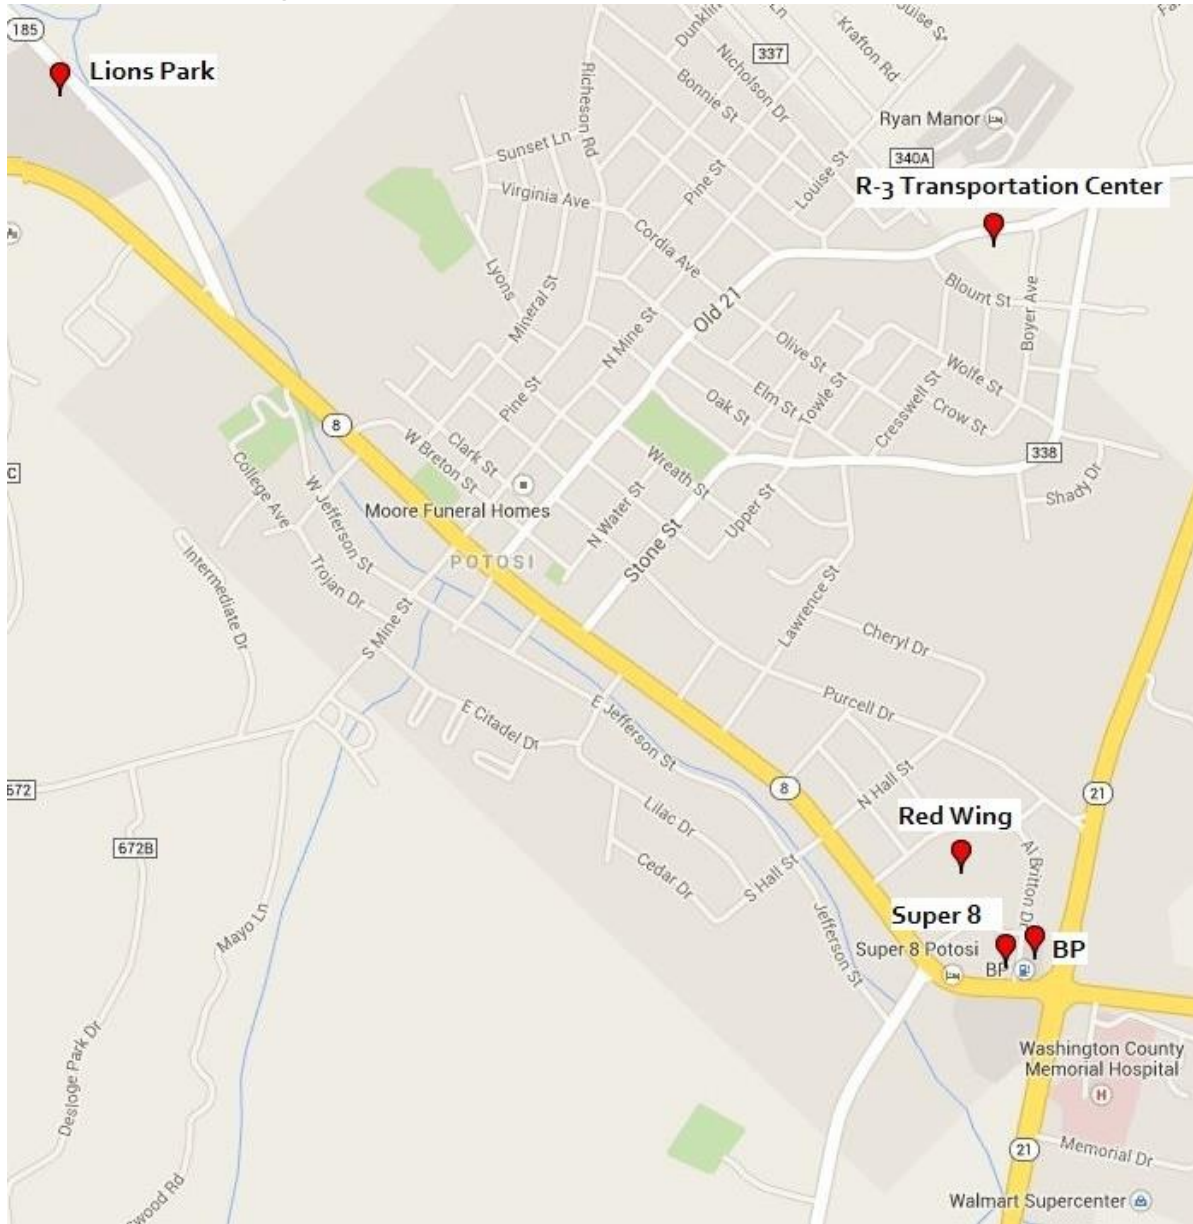 185
Lions Park
Dunklin
Ln
Louise St
Krafton Rd
337
Nicholson Dr
Bonnie St
Richeson Rd
Ryan Manor
340A
Sunset Ln
Virginia Ave
Pine St
Louise St
R-3 Transportation Center
Cordia Ave
Lyons
Mineral St
Blount St
Boyer Ave
Old 21
N Mine St
Olive St
Wolfe St
Pine St
Elm St
Towle St
Cresswell St
Crow St
Oak St
8
Clark St
W Breton St
Wreath St
338
Shady Dr
C
College Ave
W Jefferson St
Moore Funeral Homes
N Water St
Upper St
POTOSI
Stone St
Intermediate Dr
Trojan Dr
S Mine St
Lawrence St
Cheryl Dr
Purcell Dr
E Citadel Dr
E Jefferson St
672
8
21
N Hall St
Lilac Dr
Red Wing
672B
Al Britton Dr
Cedar Dr
S Hall St
Mayo Ln
Jefferson St
Super 8
Super 8 Potosi
BP
BP
Desloge Park Dr
Washington County
Memorial Hospital
H
21
Memorial Dr
wood Rd
Walmart Supercenter